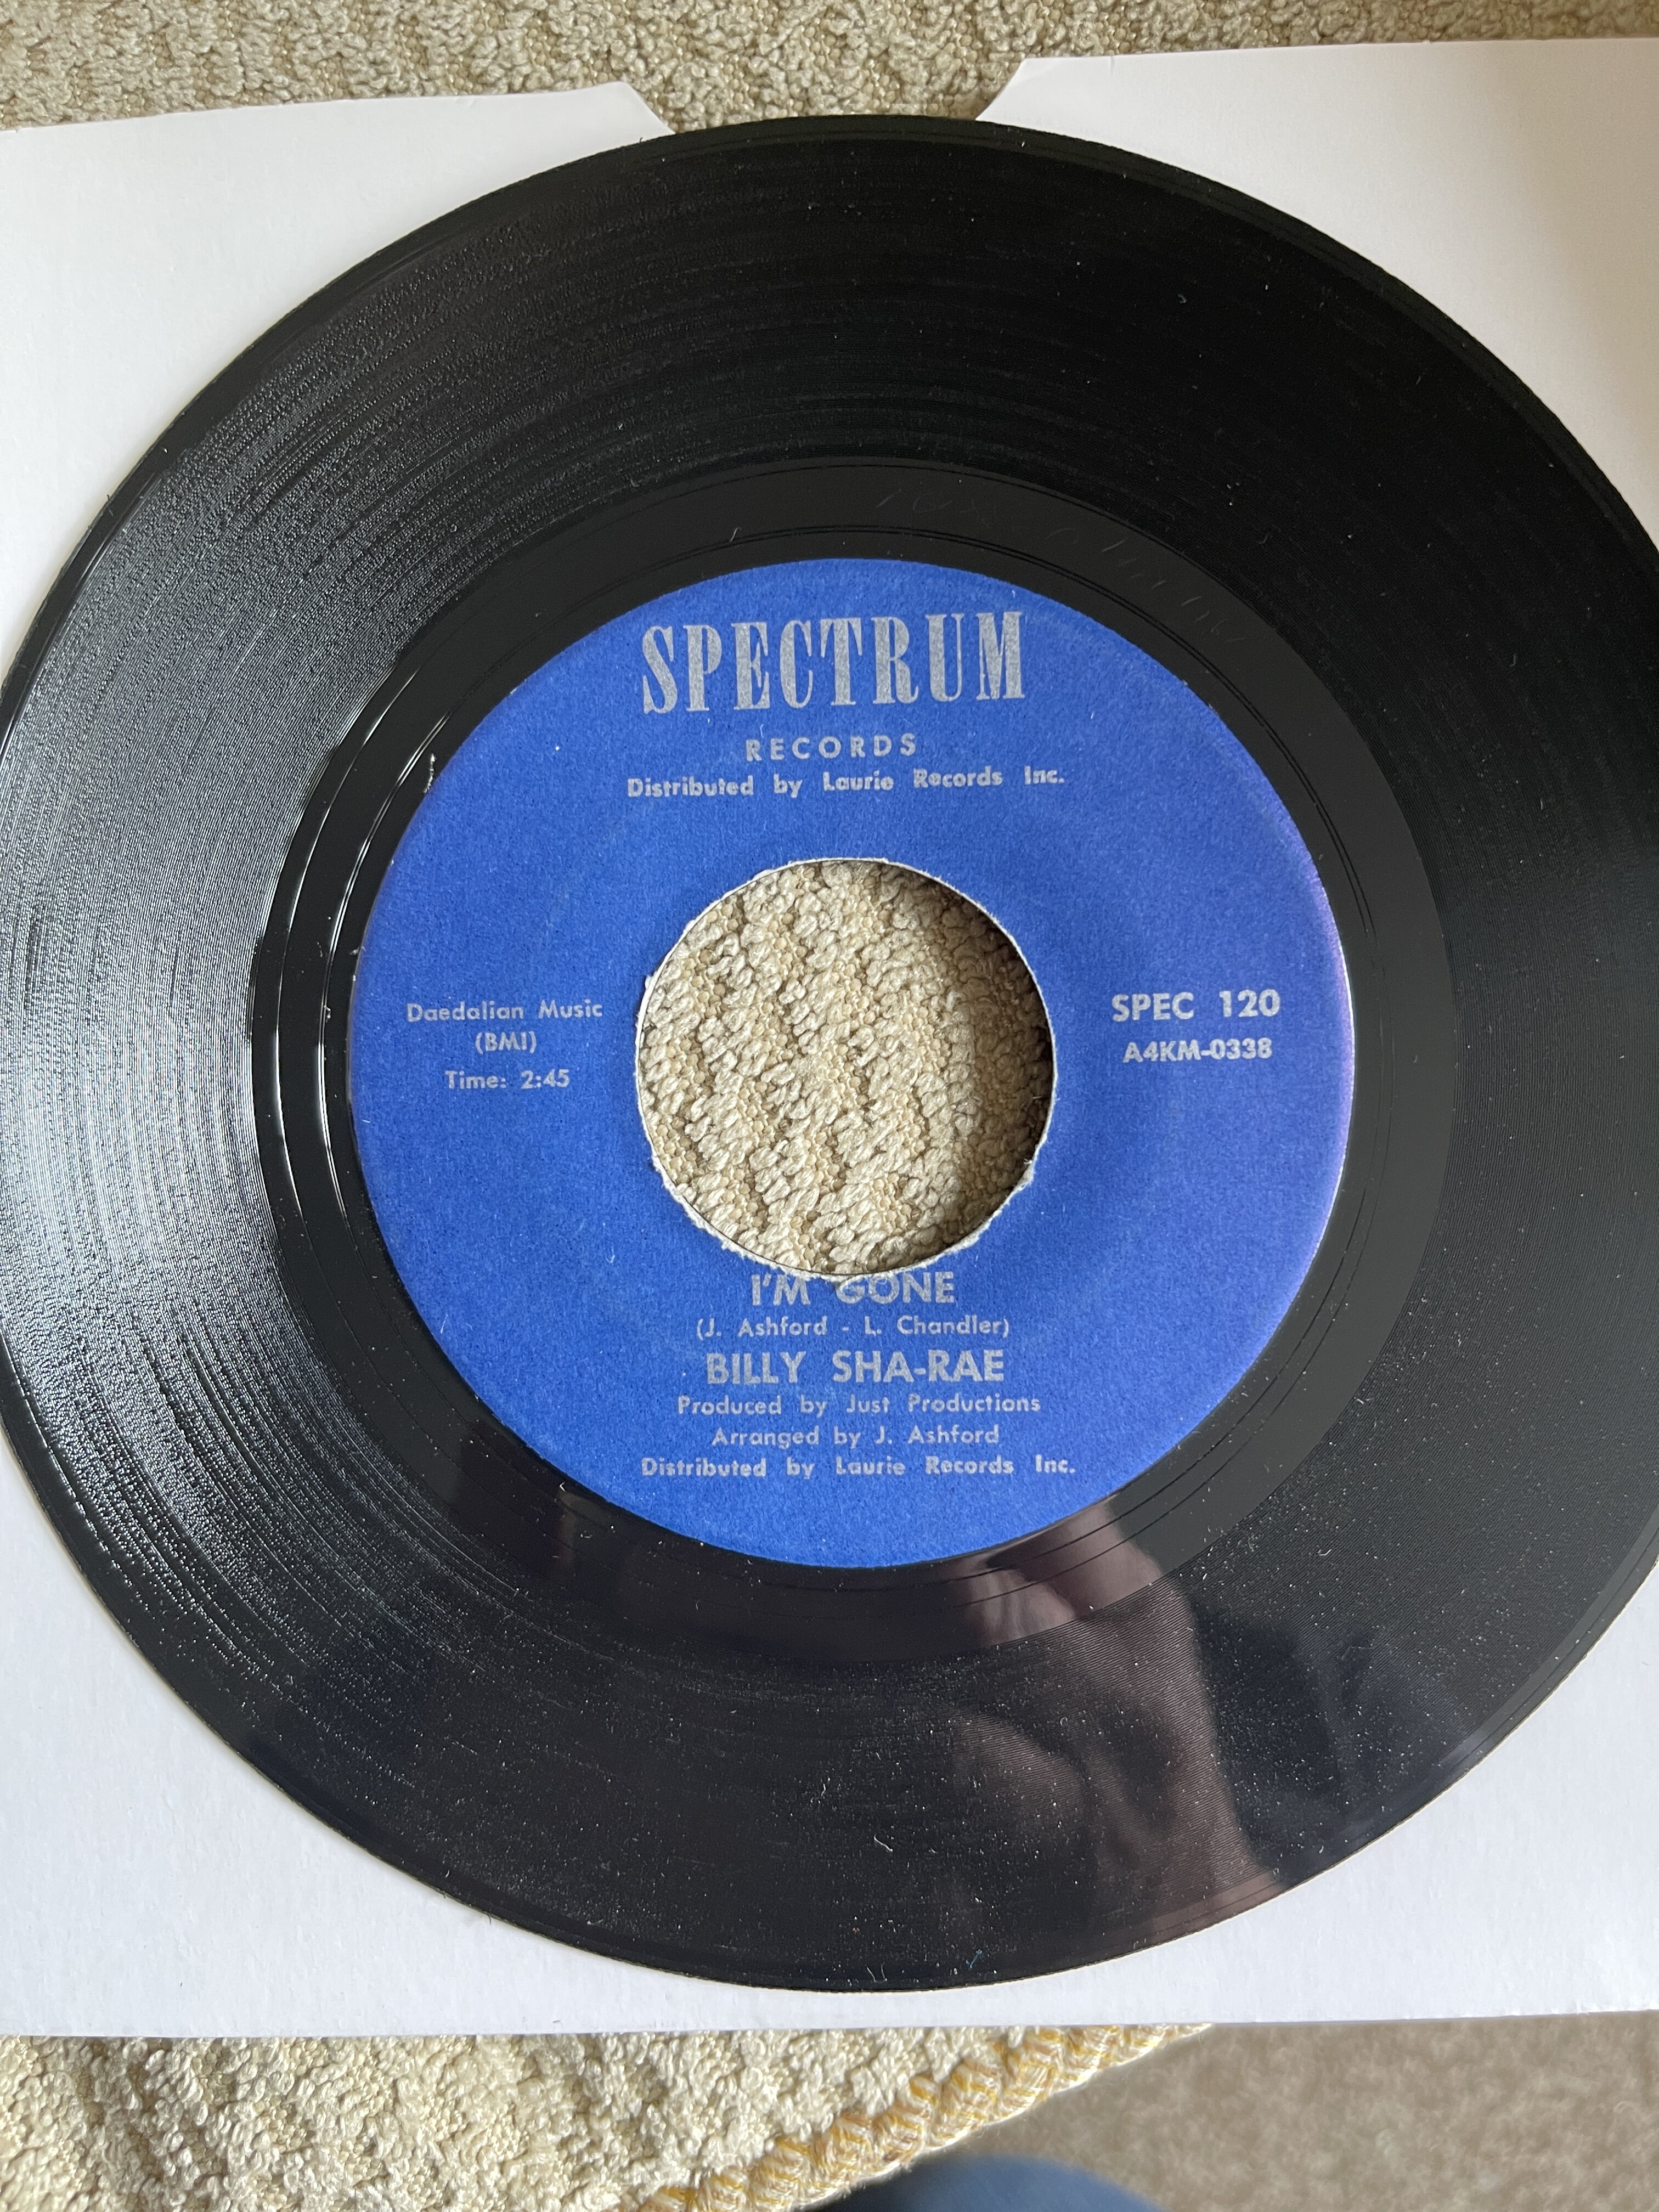 SPECTRUM
RECORDS
Distributed by Laurie Records Inc.
Daedalian Music
(BMI)
Time: 2:45
SPEC 120
A4KM-0338
I'M GONE
(J. Ashford - L. Chandler)
BILLY SHA-RAE
Produced by Just Productions
Arranged by J. Ashford
Distributed by Laurie Records Inc.